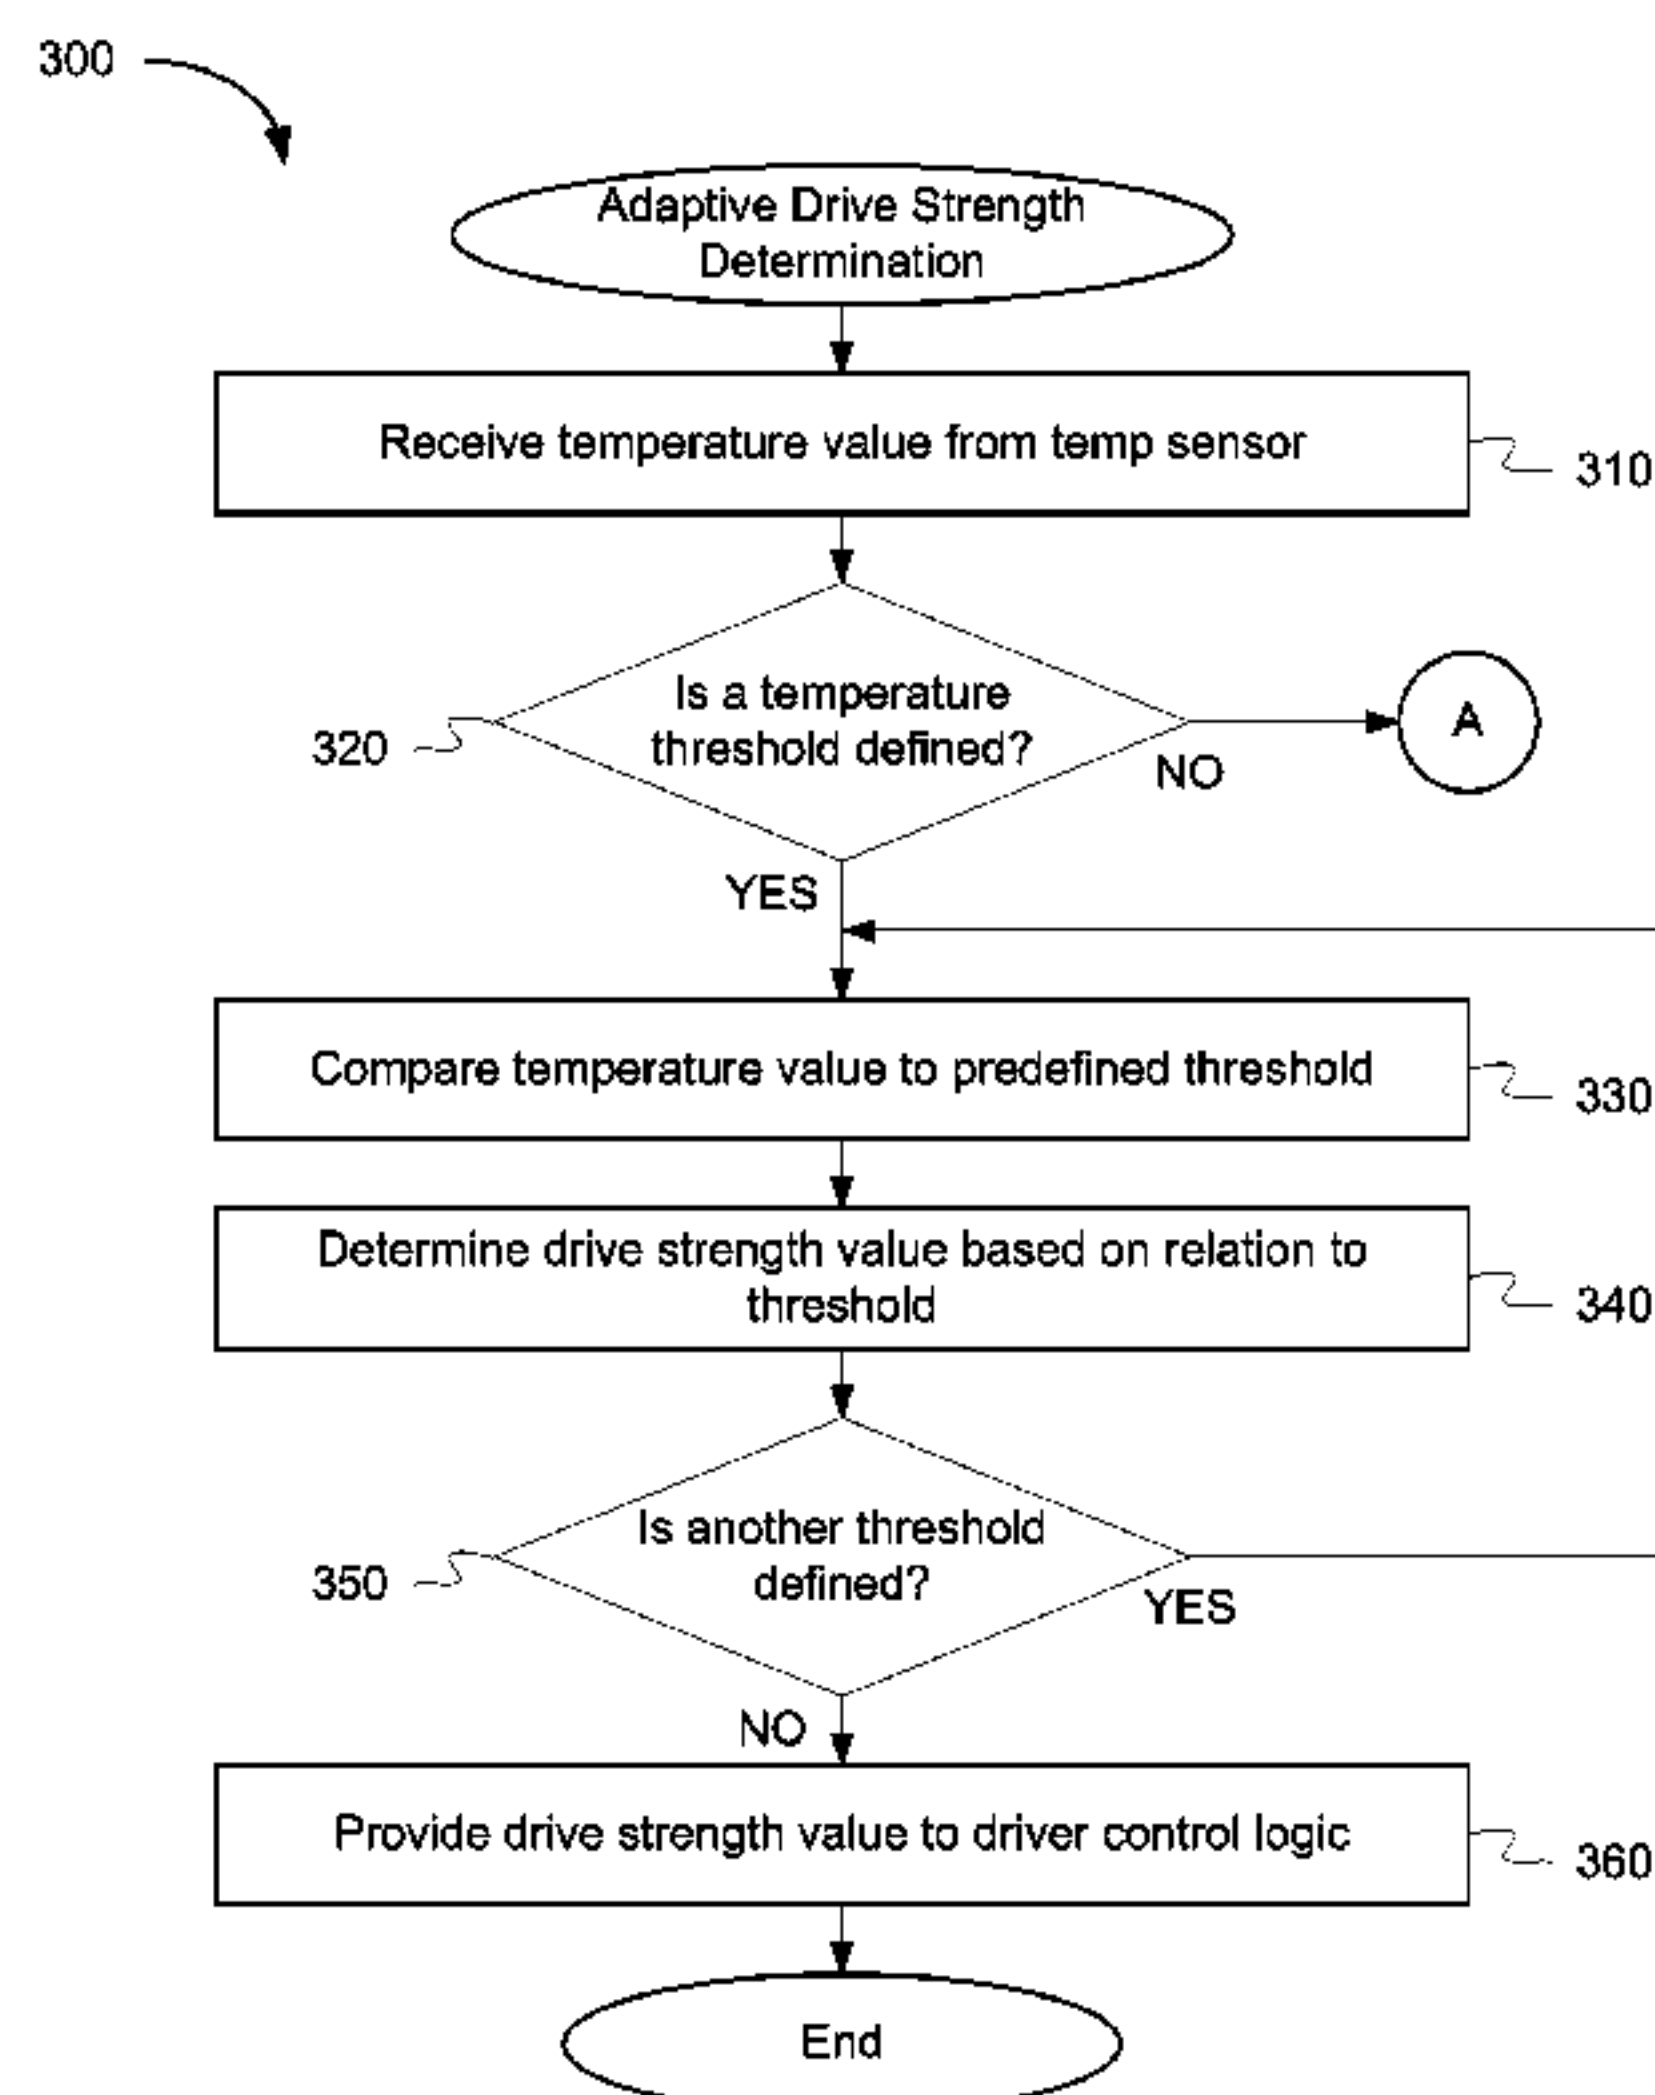 300
Adaptive Drive Strength
Determination
Receive temperature value from temp sensor
310
Is a temperature
threshold defined?
320
NO
A
YES
Compare temperature value to predefined threshold
330
Determine drive strength value based on relation to
threshold
340
Is another threshold
defined?
350
YES
NO
Provide drive strength value to driver control logic
360
End